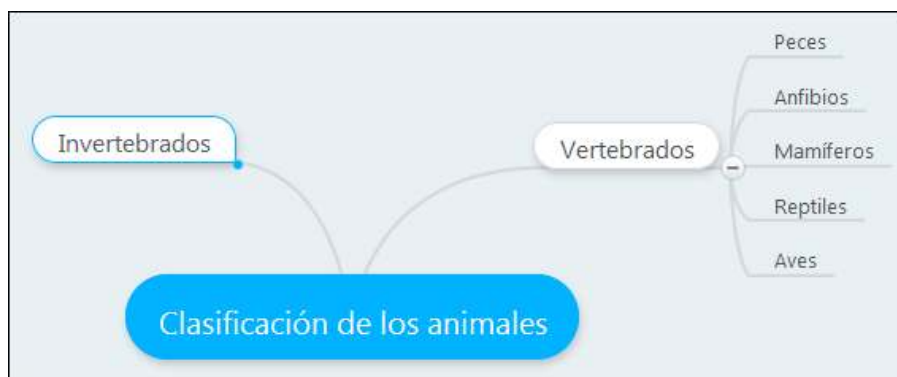 Invertebrados
Vertebrados
Peces
Anfibios
Mamíferos
Reptiles
Aves
Clasificación de los animales